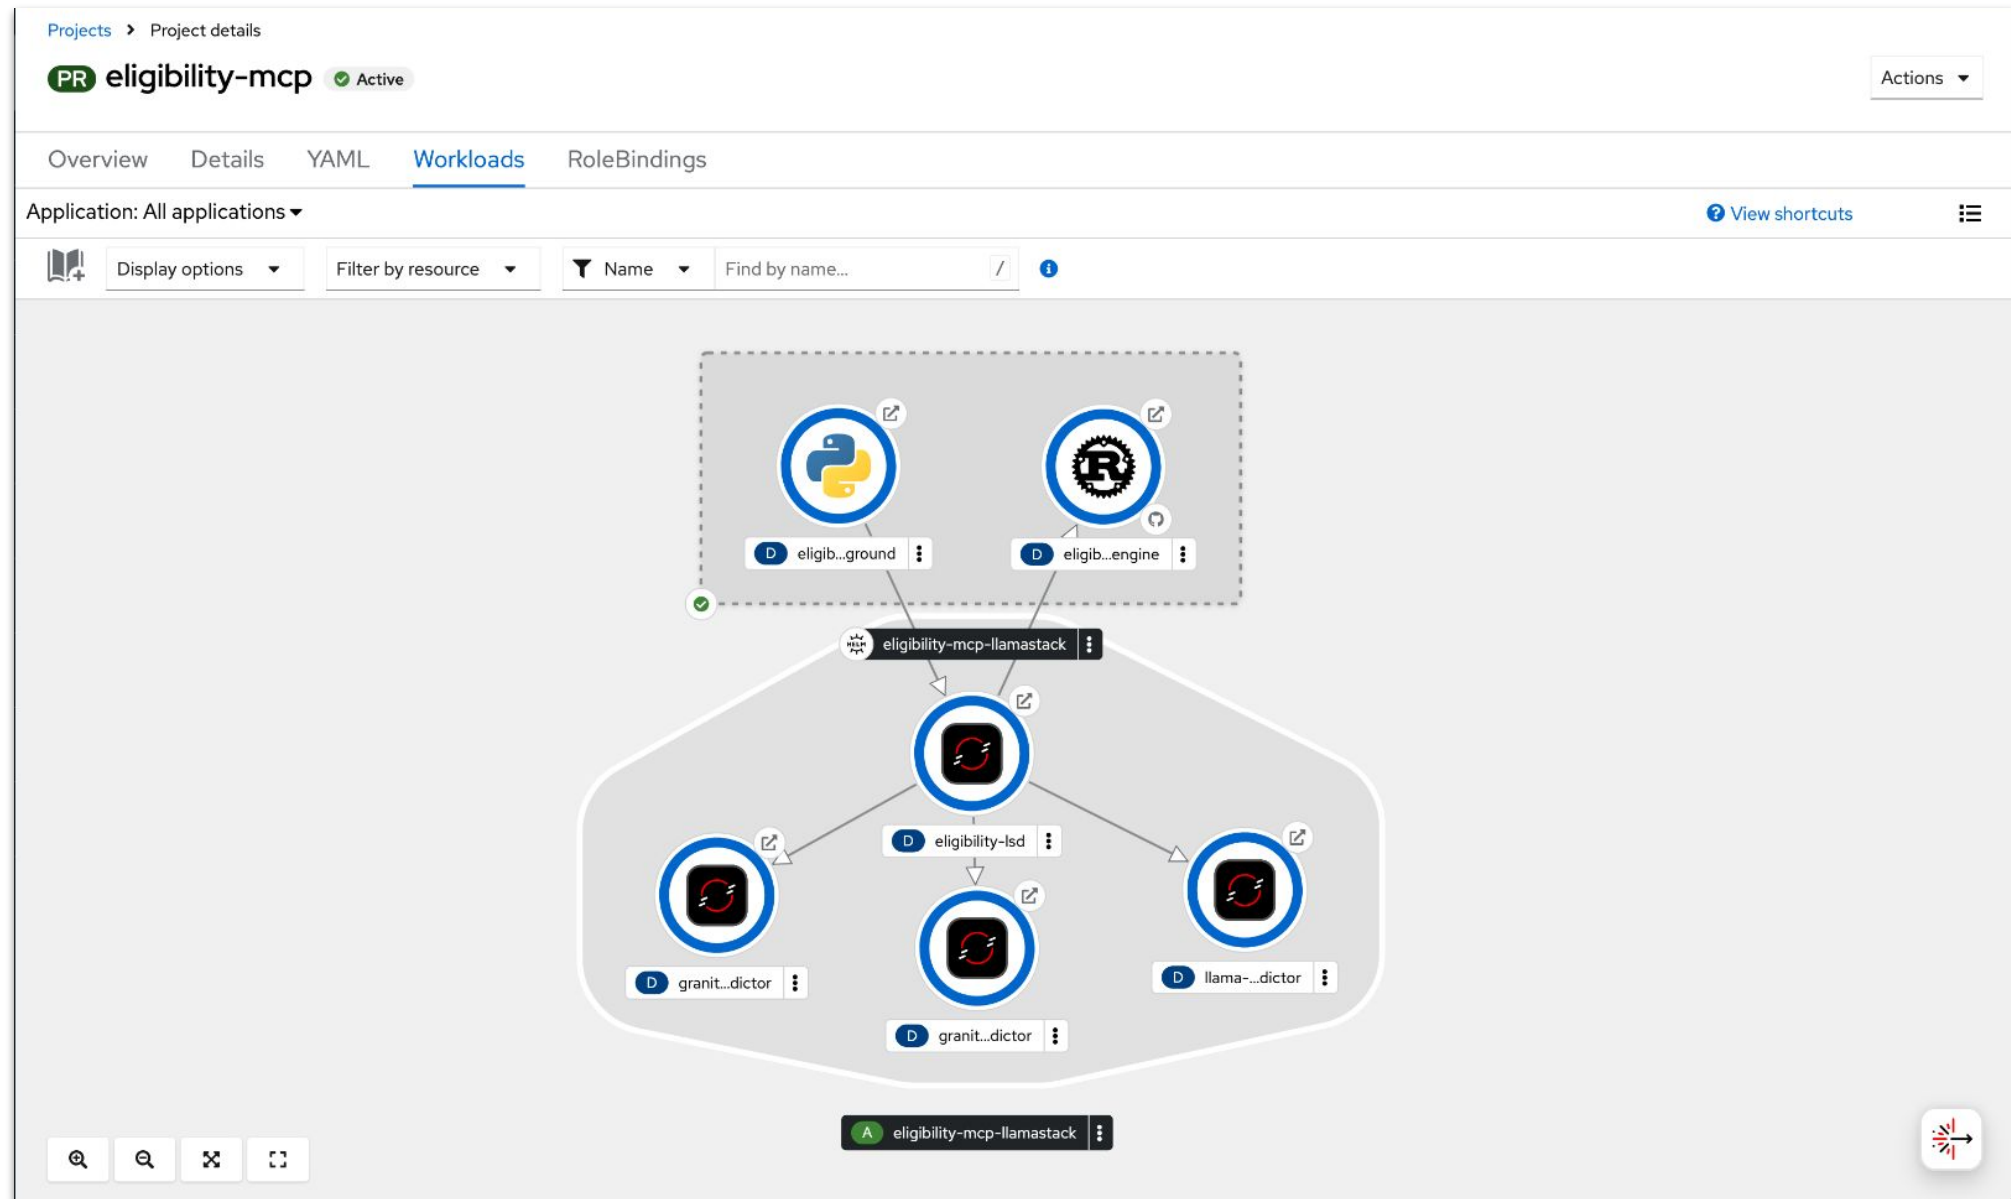 Projects > Project details
PR eligibility-mcp Active
Actions
Overview Details YAML Workloads RoleBindings
Application: All applications
View shortcuts
Display options Filter by resource Name Find by name... /
R
D eligib...ground
D eligib...engine
HELM eligibility-mcp-llamastack
D eligibility-lsd
D granit...dictor
D llama-...dictor
D granit...dictor
A eligibility-mcp-llamastack